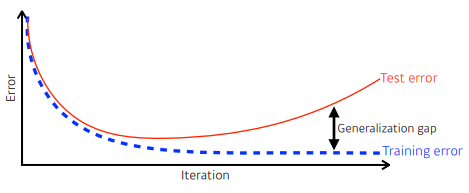 Error
Test error
Generalization gap
Training error
Iteration